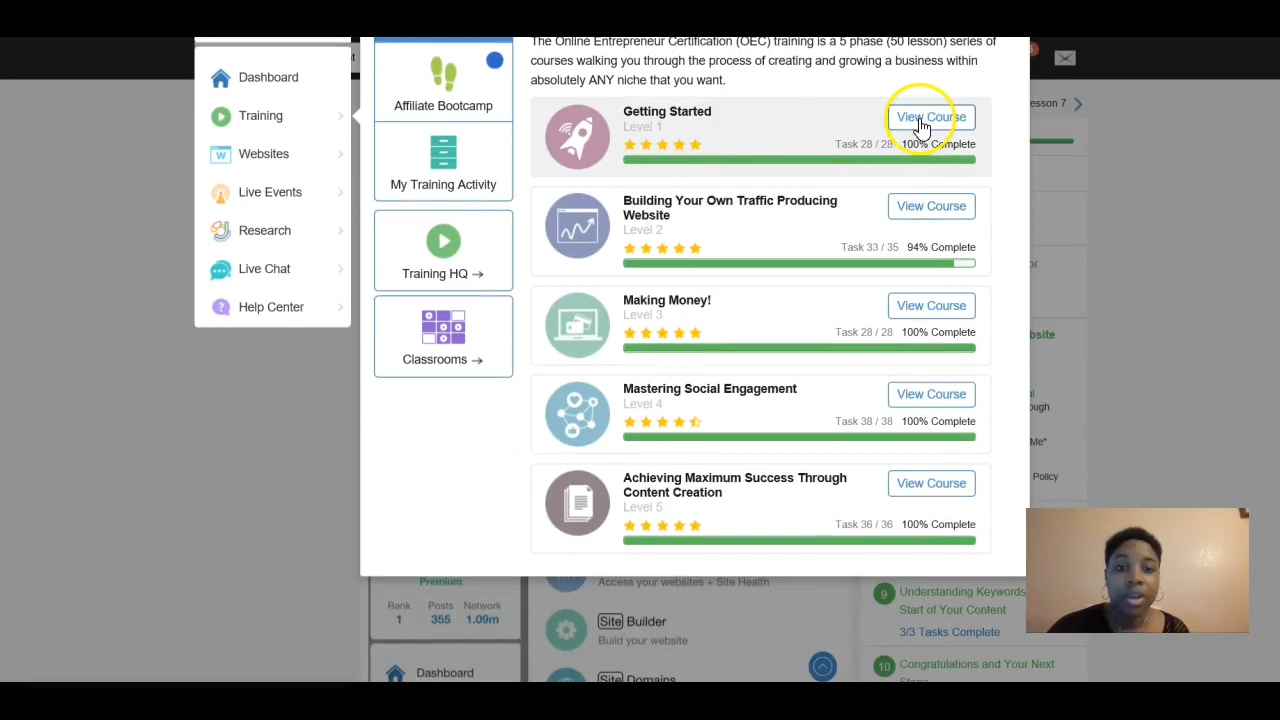 Dashboard
Training
Websites
Live Events
Research
Live Chat
Help Center
Affiliate Bootcamp
My Training Activity
Training HQ →
Classrooms →
The Online Entrepreneur Certification (OEC) training is a 5 phase (50 lesson) series of
courses walking you through the process of creating and growing a business within
absolutely ANY niche that you want.
Getting Started
Level 1
View Course
Task 28 / 28 100% Complete
Building Your Own Traffic Producing
Website
Level 2
View Course
Task 33 / 35 94% Complete
Making Money!
Level 3
View Course
Task 28 / 28 100% Complete
Mastering Social Engagement
Level 4
View Course
Task 38 / 38 100% Complete
Achieving Maximum Success Through
Content Creation
Level 5
View Course
Task 36 / 36 100% Complete
esson 7
or
site
ough
Me"
Policy
Premium
Rank Posts Network
1 355 1.09m
Dashboard
Access your websites + Site Health
Site Builder
Build your website
Site Domains
9 Understanding Keywords
Start of Your Content
3/3 Tasks Complete
10 Congratulations and Your Next